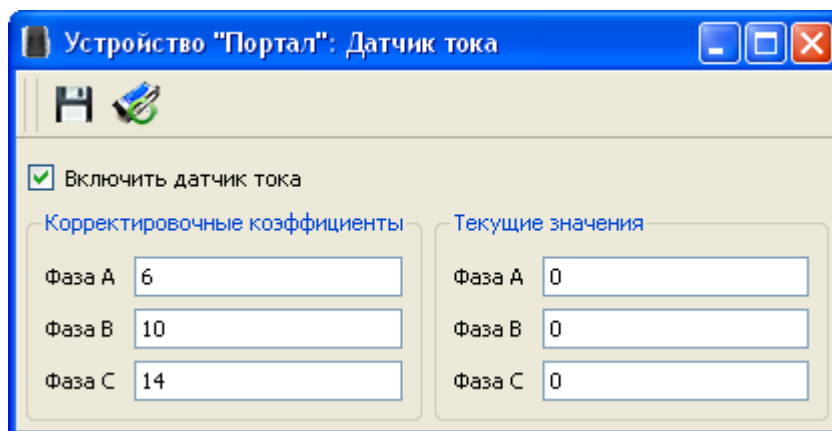 Устройство "Портал": Датчик тока
Включить датчик тока
Корректировочные коэффициенты
Фаза A 6
Фаза B 10
Фаза C 14
Текущие значения
Фаза A 0
Фаза B 0
Фаза C 0